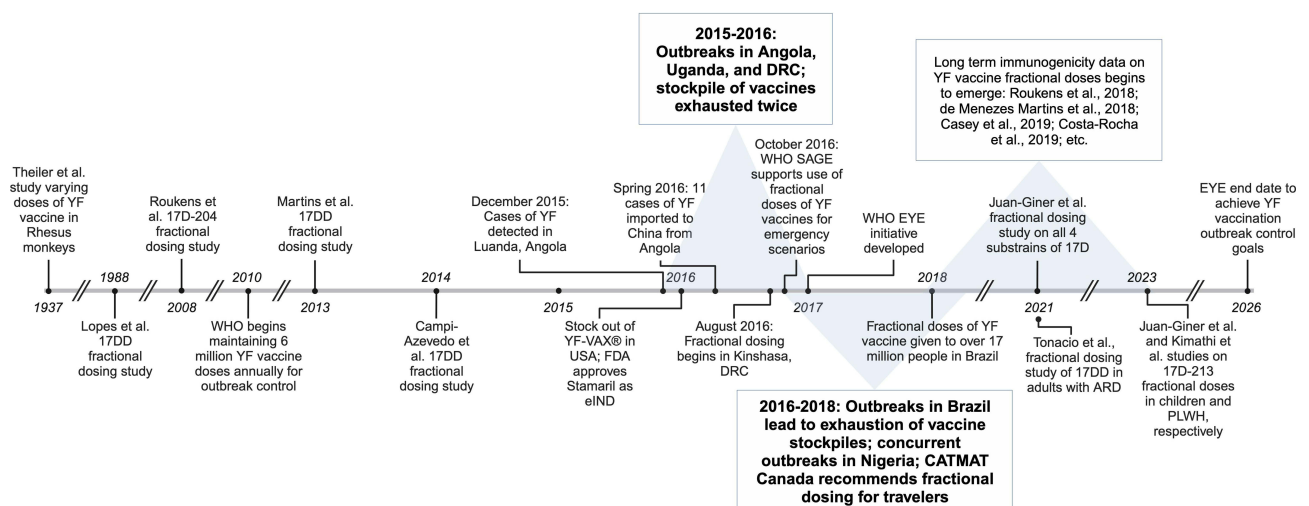 2015-2016:
Outbreaks in Angola,
Uganda, and DRC;
stockpile of vaccines
exhausted twice
Long term immunogenicity data on
YF vaccine fractional doses begins
to emerge: Roukens et al., 2018;
de Menezes Martins et al., 2018;
Casey et al., 2019; Costa-Rocha
et al., 2019; etc.
Theiler et al.
study varying
doses of YF
vaccine in
Rhesus
monkeys
Roukens et
al. 17D-204
fractional
dosing study
Martins et al.
17DD
fractional
dosing study
December 2015:
Cases of YF
detected in
Luanda, Angola
Spring 2016: 11
cases of YF
imported to
China from
Angola
October 2016:
WHO SAGE
supports use of
fractional
doses of YF
vaccines for
emergency
scenarios
WHO EYE
initiative
developed
Juan-Giner et al.
fractional dosing
study on all 4
substrains of 17D
EYE end date to
achieve YF
vaccination
outbreak control
goals
1937
1988
2008
2010
2013
2014
2015
2016
2017
2018
2021
2023
2026
Lopes et al.
17DD
fractional
dosing study
WHO begins
maintaining 6
million YF vaccine
doses annually for
outbreak control
Campi-
Azevedo et
al. 17DD
fractional
dosing study
Stock out of
YF-VAX® in
USA; FDA
approves
Stamaril as
eIND
August 2016:
Fractional dosing
begins in Kinshasa,
DRC
Fractional doses of YF
vaccine given to over 17
million people in Brazil
Tonacio et al.,
fractional dosing
study of 17DD in
adults with ARD
Juan-Giner et al.
and Kimathi et
al. studies on
17D-213
fractional doses
in children and
PLWH,
respectively
2016-2018: Outbreaks in Brazil
lead to exhaustion of vaccine
stockpiles; concurrent
outbreaks in Nigeria; CATMAT
Canada recommends fractional
dosing for travelers